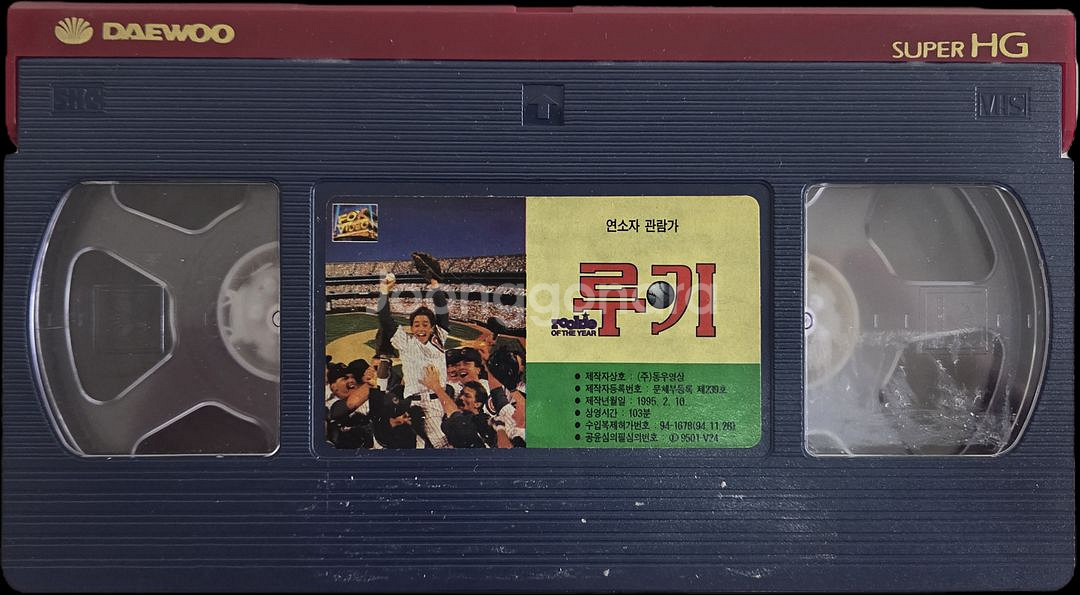 DAEWOO
SUPER HG
VHS
FOX
VIDEO
연소자 관람가
루키
rookie
OF THE YEAR
joonggonara
● 제작자상호 : (주)동우영상
● 제작자등록번호 : 문체부등록 제239호
● 제작년월일 : 1995. 2. 10.
● 상영시간 : 103분
● 수입복제허가번호 : 94-1678(94.11.26)
● 공윤심의필심의번호 : ⓒ 9501-V24